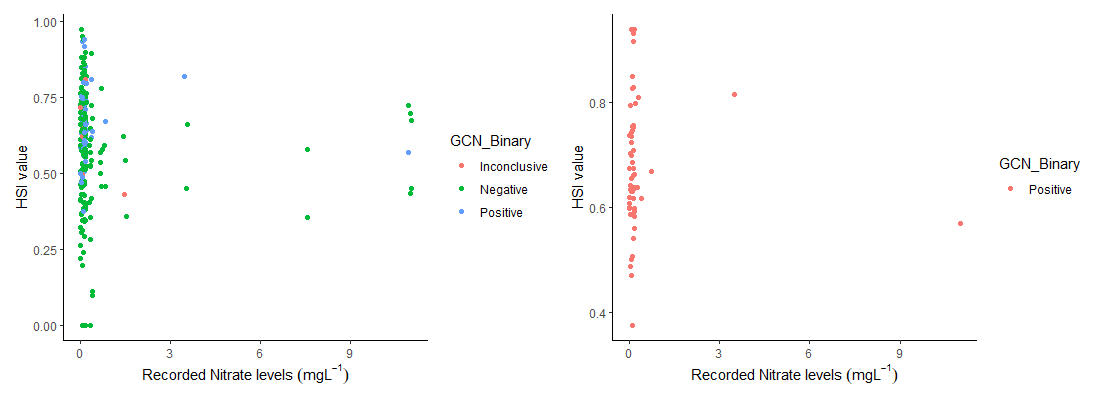 1.00
0.75
0.50
0.25
0.00
HSI value
0
3
6
9
Recorded Nitrate levels (mgL⁻¹)
GCN_Binary
Inconclusive
Negative
Positive
0.8
0.6
0.4
HSI value
0
3
6
9
Recorded Nitrate levels (mgL⁻¹)
GCN_Binary
Positive